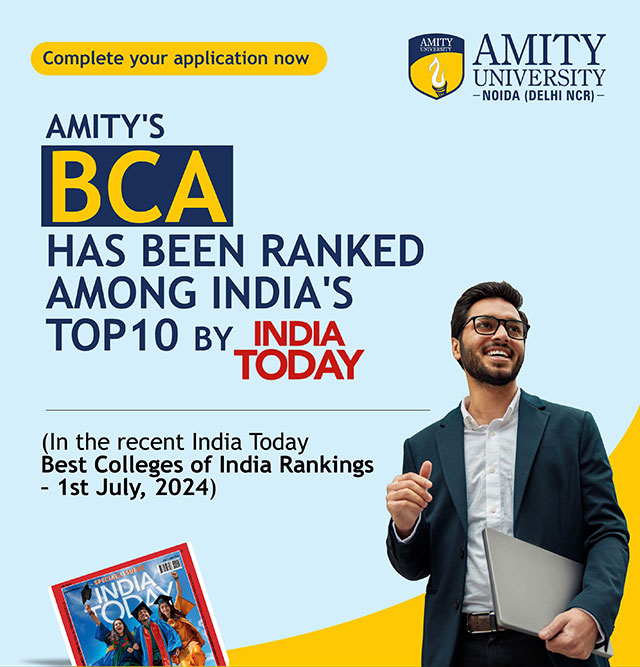 Complete your application now
AMITY
UNIVERSITY
AMITY
UNIVERSITY
–NOIDA (DELHI NCR)–
AMITY'S
BCA
HAS BEEN RANKED
AMONG INDIA'S
TOP10 BY INDIA
TODAY
(In the recent India Today
Best Colleges of India Rankings
– 1st July, 2024)
SPECIAL ISSUE
INDIA
TODAY